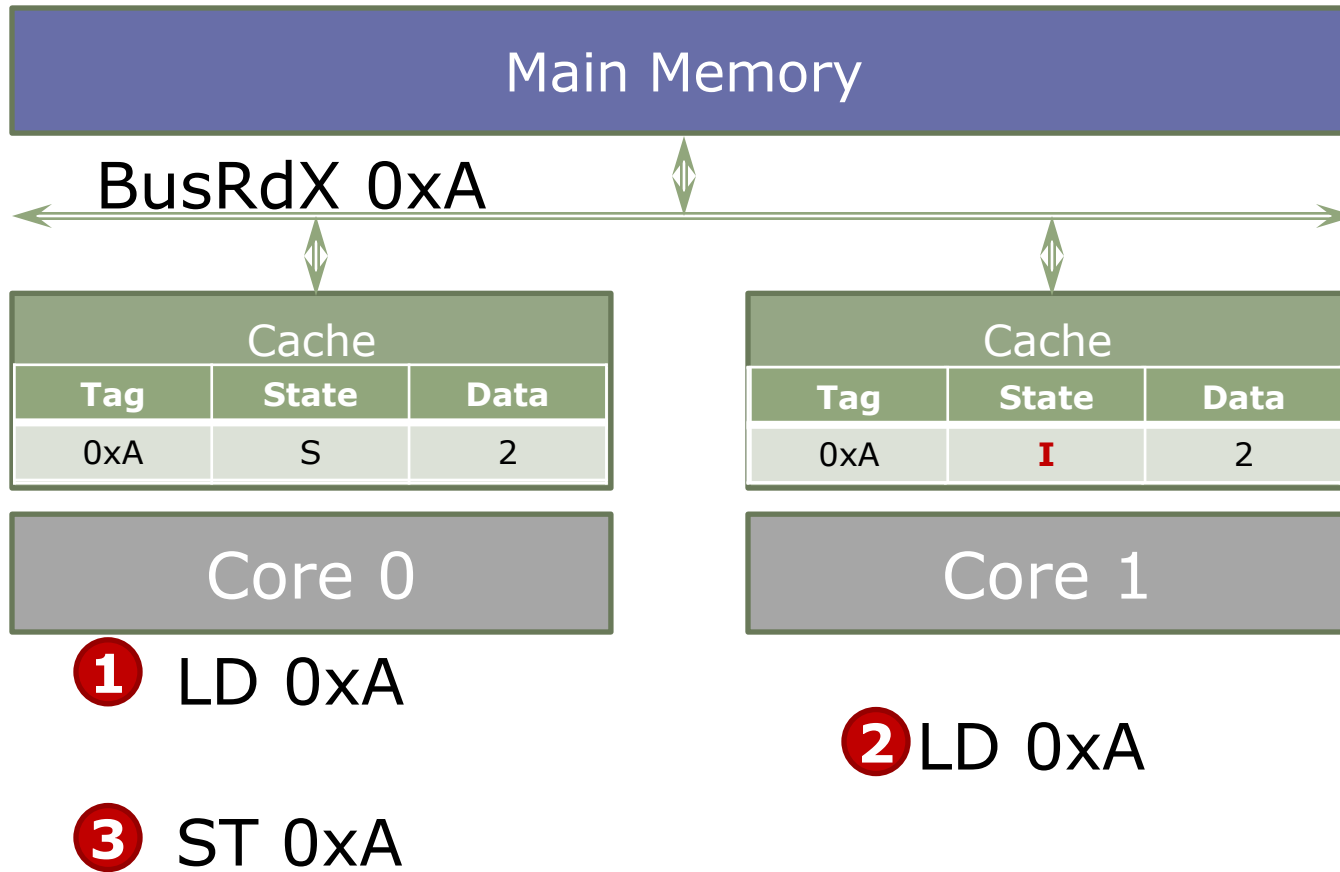 Main Memory
BusRdX 0xA
Cache
Tag State Data
0xA S 2
Cache
Tag State Data
0xA I 2
Core 0
Core 1
1 LD 0xA
2 LD 0xA
3 ST 0xA